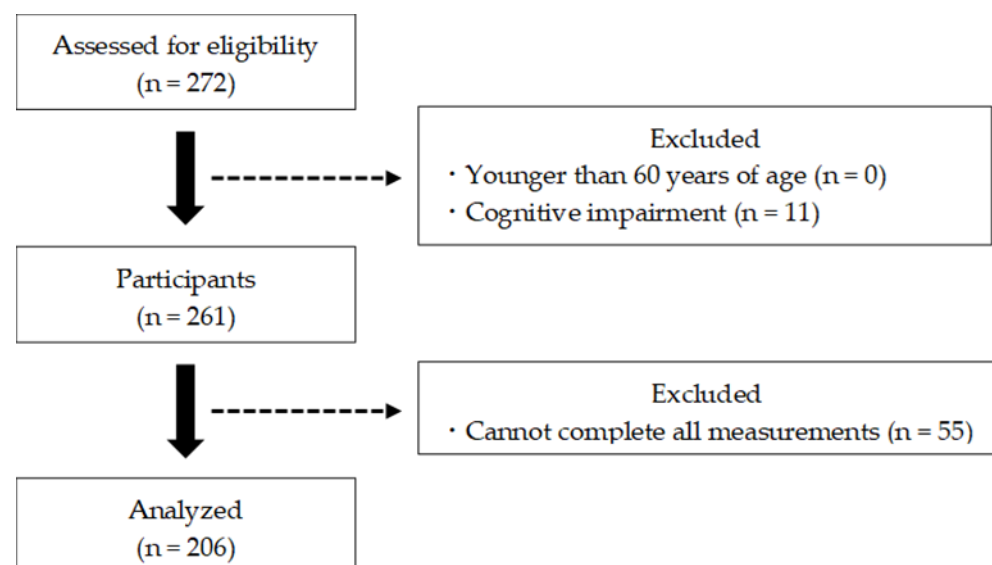 Assessed for eligibility
(n = 272)
Excluded
・Younger than 60 years of age (n = 0)
・Cognitive impairment (n = 11)
Participants
(n = 261)
Excluded
・Cannot complete all measurements (n = 55)
Analyzed
(n = 206)